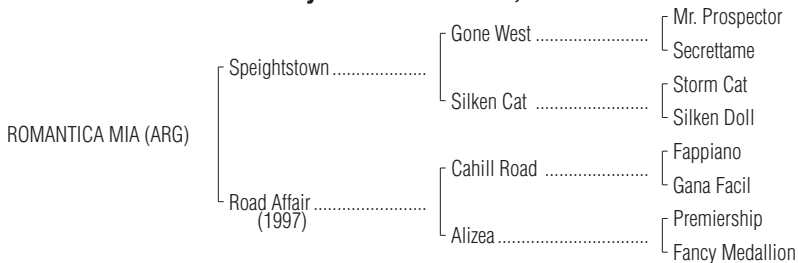 Mr. Prospector
Gone West
Secrettame
Speightstown
Storm Cat
Silken Cat
Silken Doll
ROMANTICA MIA (ARG)
Fappiano
Cahill Road
Gana Facil
Road Affair
(1997)
Premiership
Alizea
Fancy Medallion